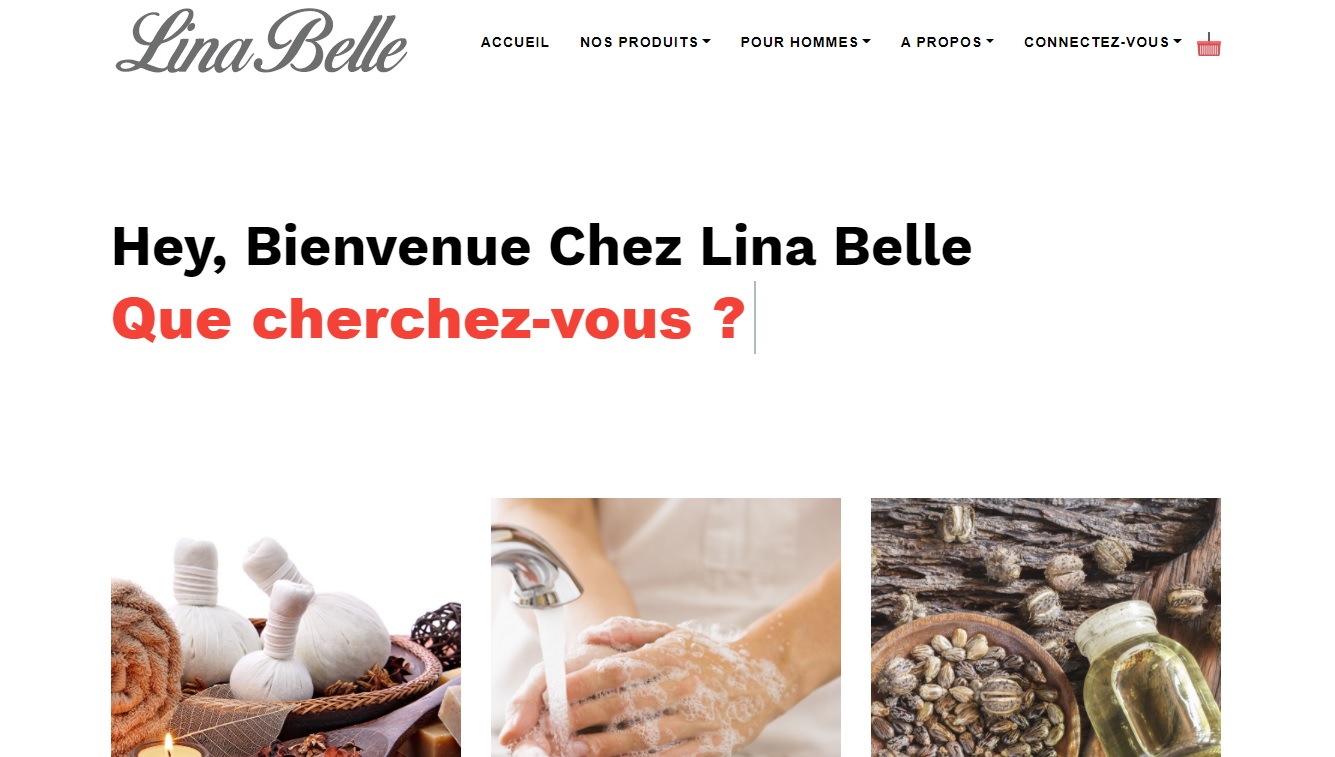 Lina Belle
ACCUEIL NOS PRODUITS POUR HOMMES A PROPOS CONNECTEZ-VOUS
Hey, Bienvenue Chez Lina Belle
Que cherchez-vous ?